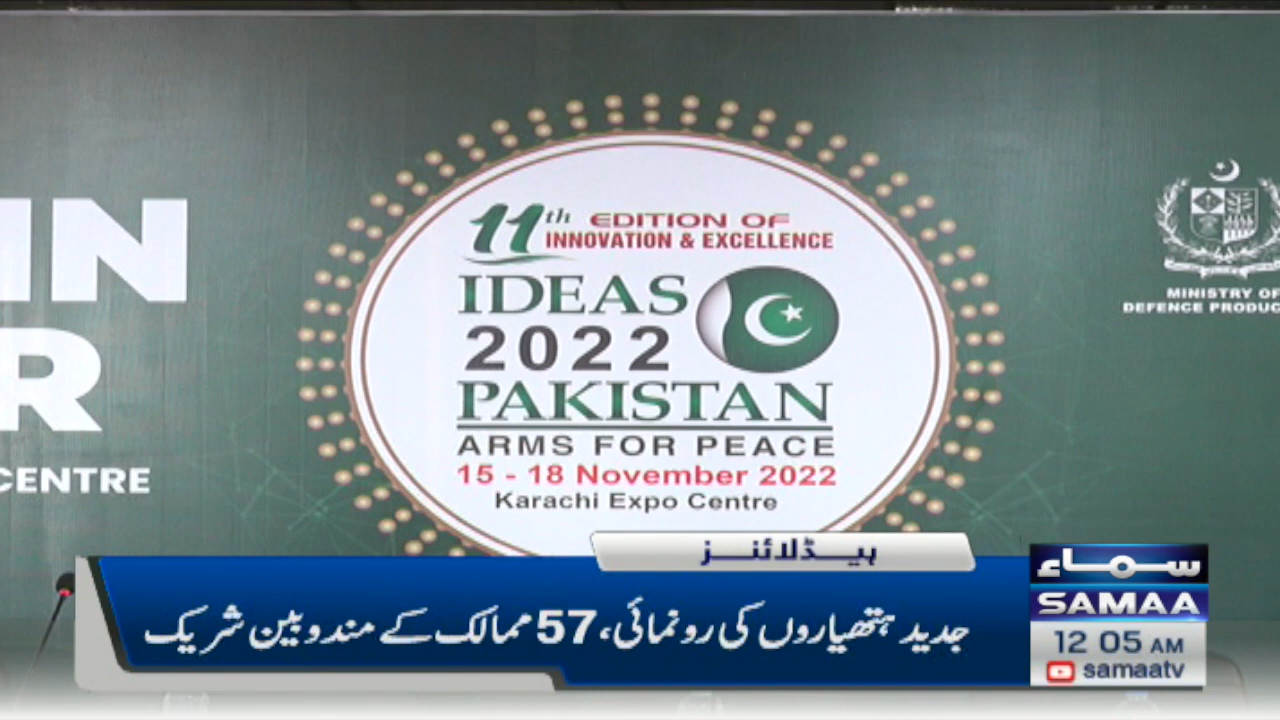 IN
R
CENTRE
11th EDITION OF
INNOVATION & EXCELLENCE
IDEAS
2022
PAKISTAN
ARMS FOR PEACE
15 - 18 November 2022
Karachi Expo Centre
MINISTRY OF
DEFENCE PRODUC
ہیڈلائنز
جدید ہتھیاروں کی رونمائی، 57 ممالک کے مندوبین شریک
سماء
SAMAA
12 05 AM
samaatv